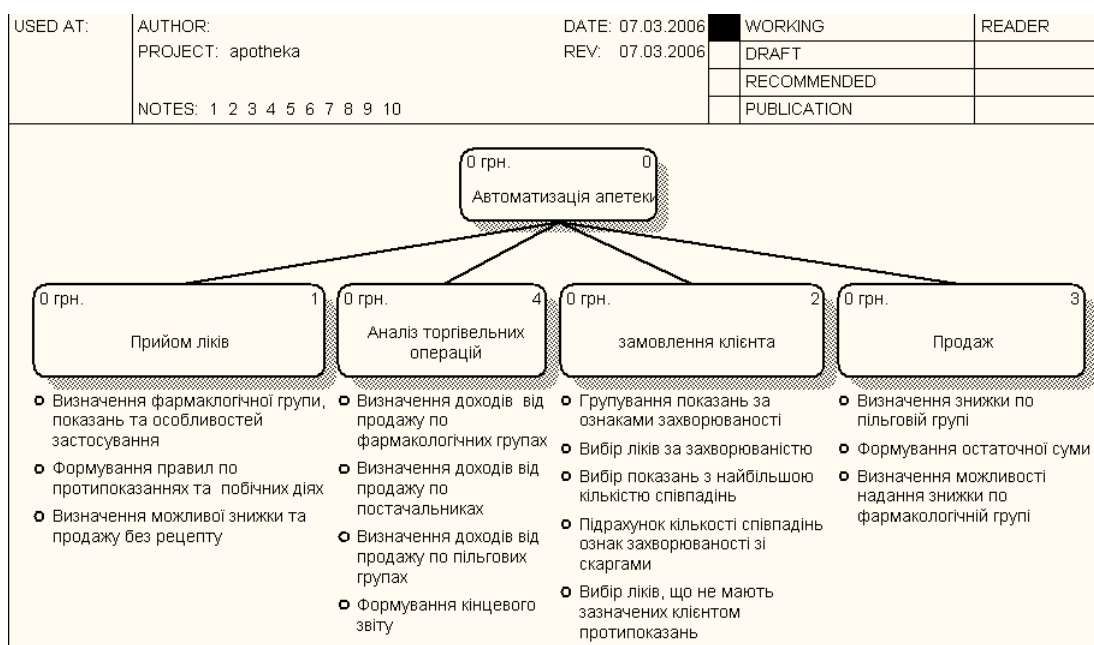 USED AT:
AUTHOR:
DATE: 07.03.2006
WORKING
READER
PROJECT: apotheka
REV: 07.03.2006
DRAFT
RECOMMENDED
NOTES: 1 2 3 4 5 6 7 8 9 10
PUBLICATION
0 грн. 0
Автоматизація апетеки
0 грн. 1
Прийом ліків
0 грн. 4
Аналіз торгівельних
операцій
0 грн. 2
замовлення клієнта
0 грн. 3
Продаж
Визначення фармаклогічної групи,
показань та особливостей
застосування
Формування правил по
протипоказаннях та побічних діях
Визначення можливої знижки та
продажу без рецепту
Визначення доходів від
продажу по
фармакологічних групах
Визначення доходів від
продажу по
постачальниках
Визначення доходів від
продажу по пільгових
групах
Формування кінцевого
звіту
Групування показань за
ознаками захворюваності
Вибір ліків за захворюваністю
Вибір показань з найбільшою
кількістю співпадінь
Підрахунок кількості співпадінь
ознак захворюваності зі
скаргами
Вибір ліків, що не мають
зазначених клієнтом
протипоказань
Визначення знижки по
пільговій групі
Формування остаточної суми
Визначення можливості
надання знижки по
фармакологічній групі